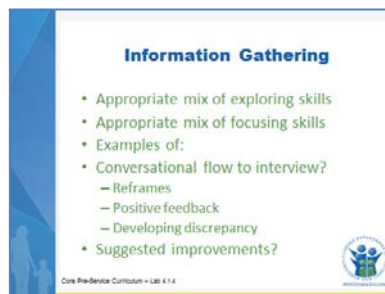 Information Gathering
• Appropriate mix of exploring skills
• Appropriate mix of focusing skills
• Examples of:
• Conversational flow to interview?
– Reframes
– Positive feedback
– Developing discrepancy
• Suggested improvements?
Core Pre-Service Curriculum – Lab 4.1.4